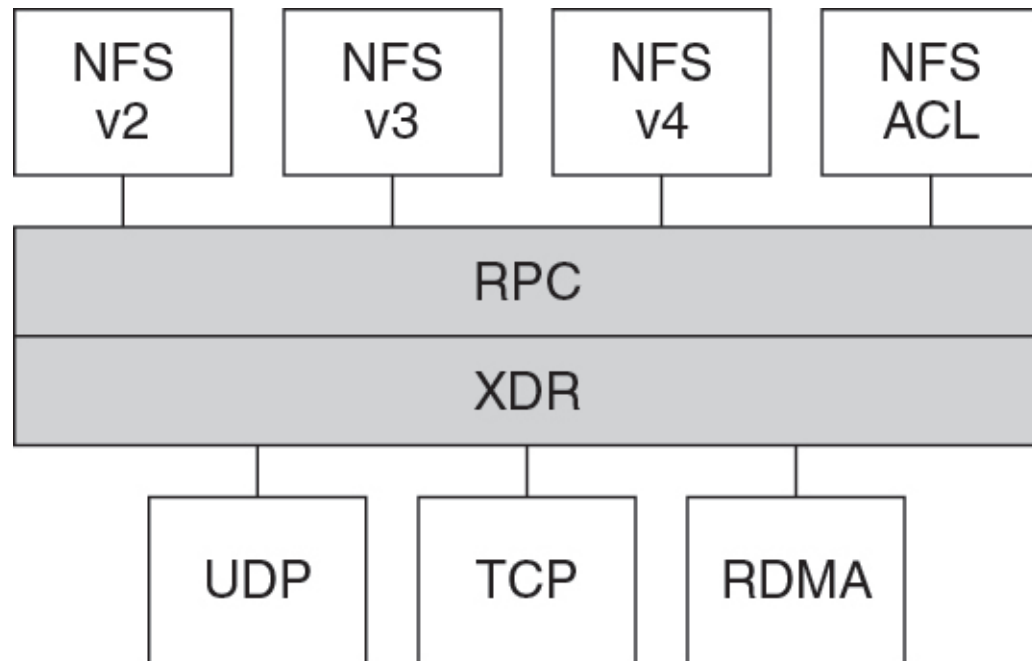 NFS
v2
NFS
v3
NFS
v4
NFS
ACL
RPC
XDR
UDP
TCP
RDMA